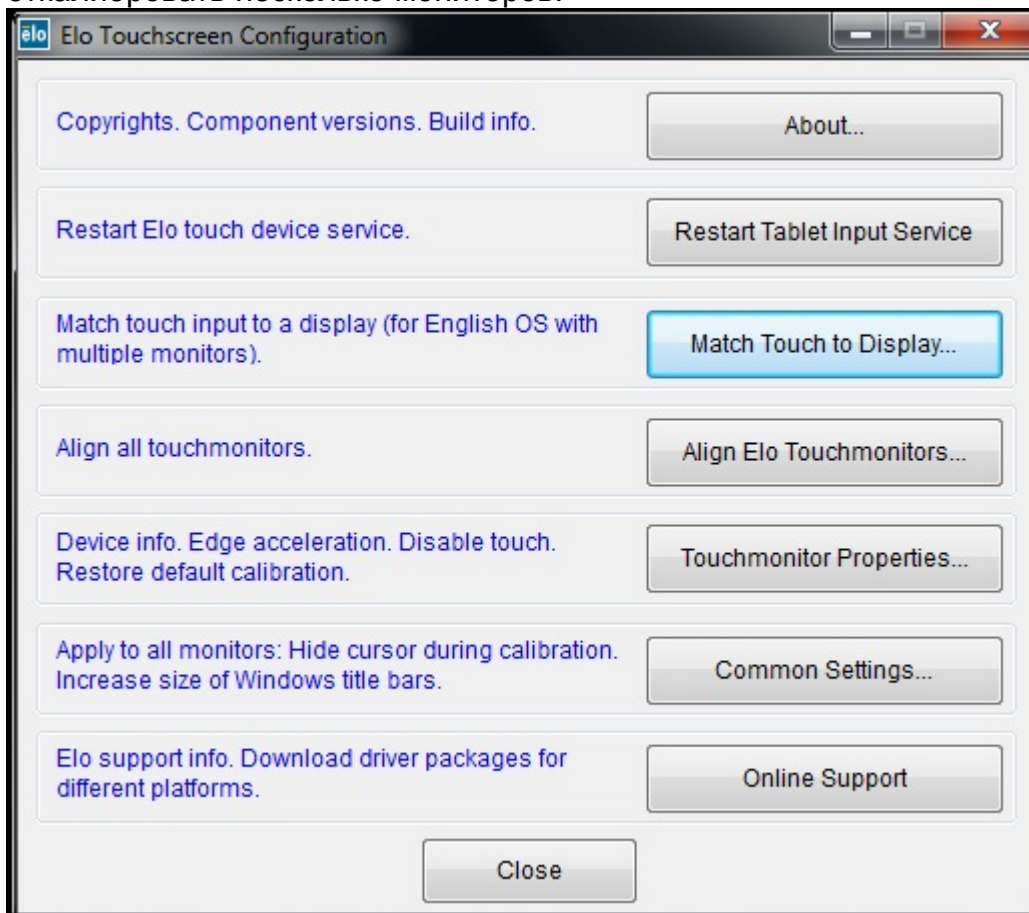 откалибровать несколько мониторов.
elo Elo Touchscreen Configuration
Copyrights. Component versions. Build info.
About...
Restart Elo touch device service.
Restart Tablet Input Service
Match touch input to a display (for English OS with
multiple monitors).
Match Touch to Display...
Align all touchmonitors.
Align Elo Touchmonitors...
Device info. Edge acceleration. Disable touch.
Restore default calibration.
Touchmonitor Properties...
Apply to all monitors: Hide cursor during calibration.
Increase size of Windows title bars.
Common Settings...
Elo support info. Download driver packages for
different platforms.
Online Support
Close